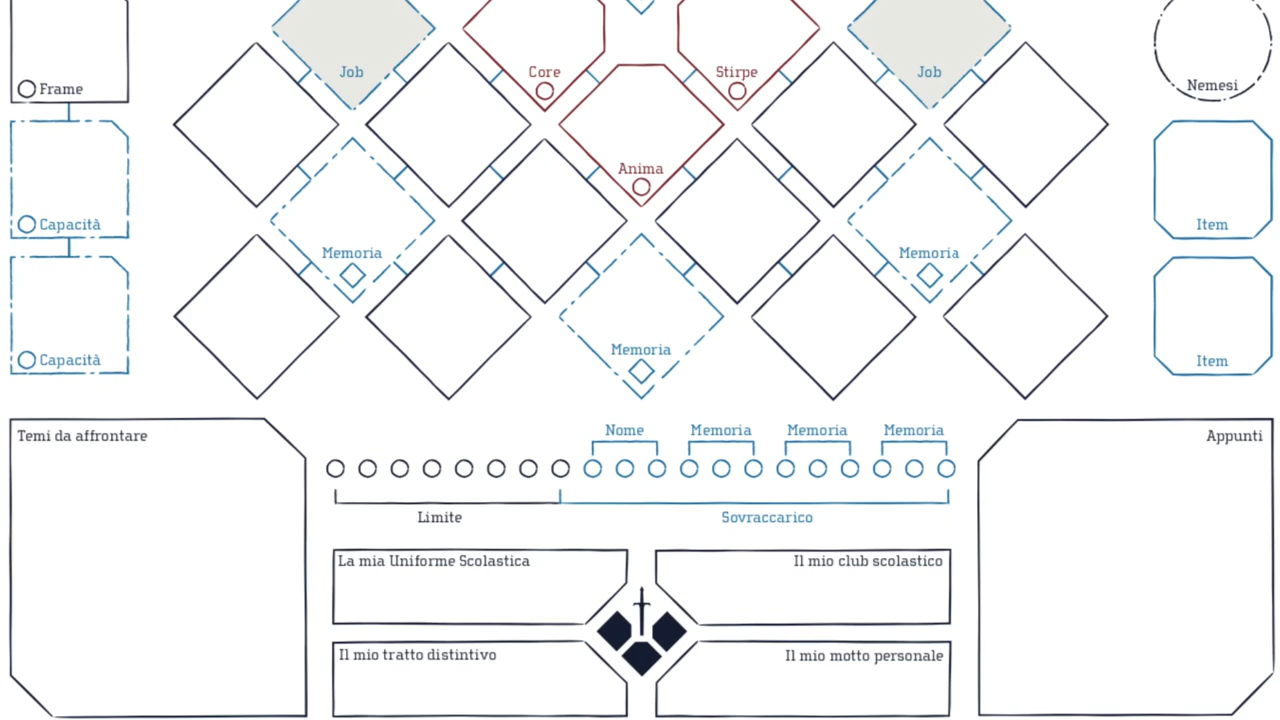 Job
Core
Stirpe
Job
Frame
Nemesi
Anima
Capacità
Item
Memoria
Memoria
Memoria
Capacità
Item
Temi da affrontare
Nome
Memoria
Memoria
Memoria
Appunti
Limite
Sovraccarico
La mia Uniforme Scolastica
Il mio club scolastico
Il mio tratto distintivo
Il mio motto personale